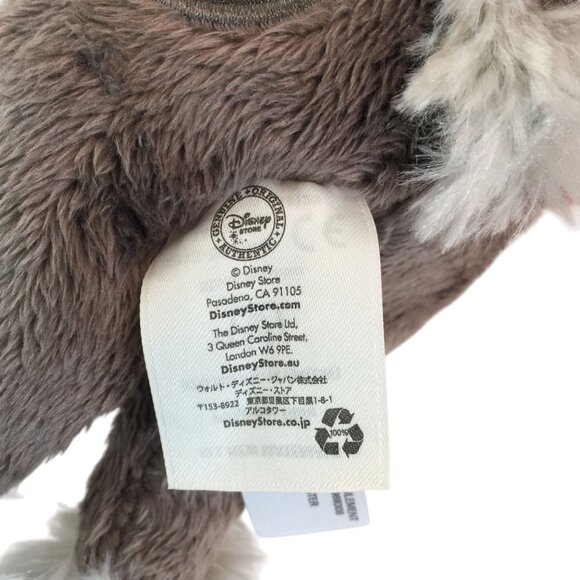 GENUINE • ORIGINAL
Disney
STORE
AUTHENTIC
© Disney
Disney Store
Pasadena, CA 91105
DisneyStore.com
The Disney Store Ltd,
3 Queen Caroline Street,
London W6 9PE.
DisneyStore.eu
ウォルト・ディズニー・ジャパン株式会社
ディズニー・ストア
〒153-8922 東京都目黒区下目黒1-8-1
アルコタワー
DisneyStore.co.jp
100%